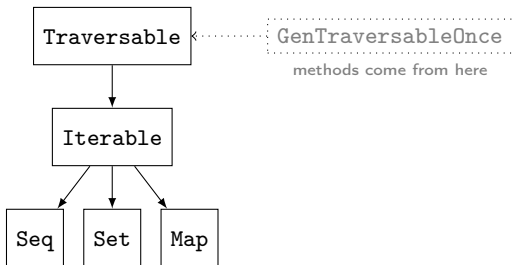 Traversable
GenTraversableOnce
methods come from here
Iterable
Seq
Set
Map